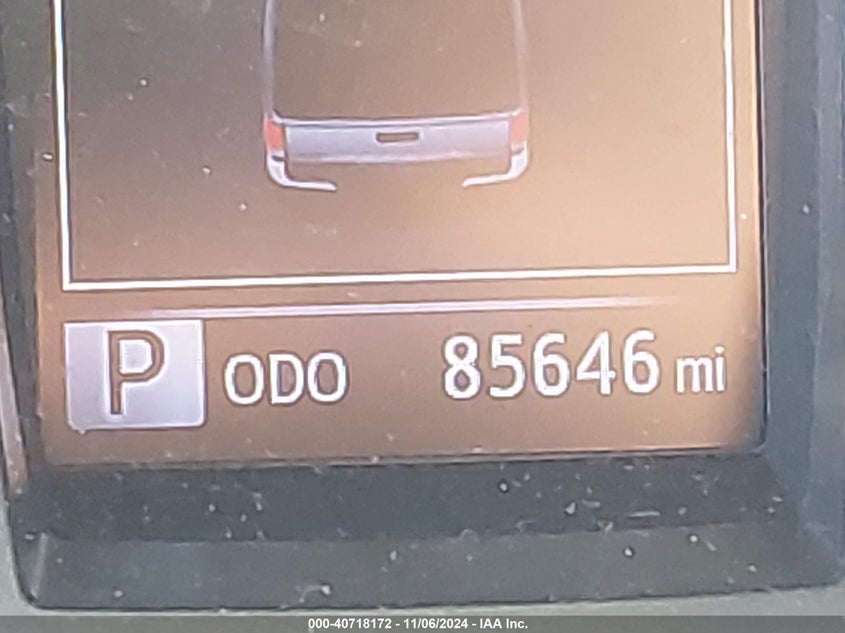 P ODO 85646 mi
000-40718172 - 11/06/2024 - IAA Inc.